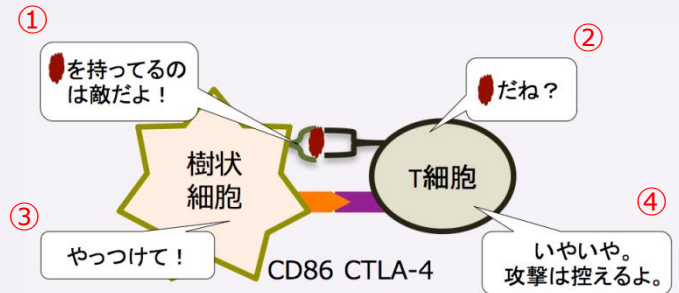 ①
を持ってるの
は敵だよ！
②
だね？
樹状
細胞
T細胞
③
やっつけて！
④
いやいや。
攻撃は控えるよ。
CD86 CTLA-4